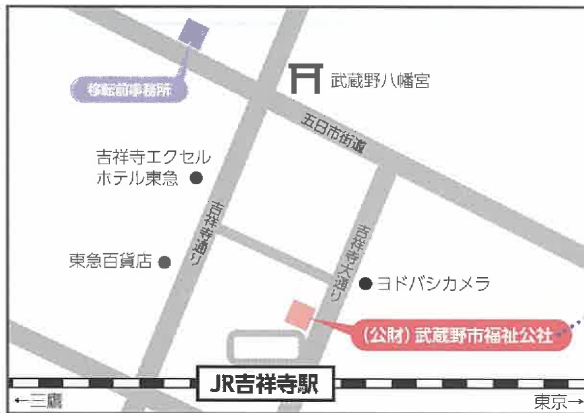 移転前事務所
武蔵野八幡宮
五日市街道
吉祥寺エクセル
ホテル東急
吉祥寺通り
吉祥寺大通り
東急百貨店
ヨドバシカメラ
(公財)武蔵野市福祉公社
JR吉祥寺駅
←三鷹
東京→